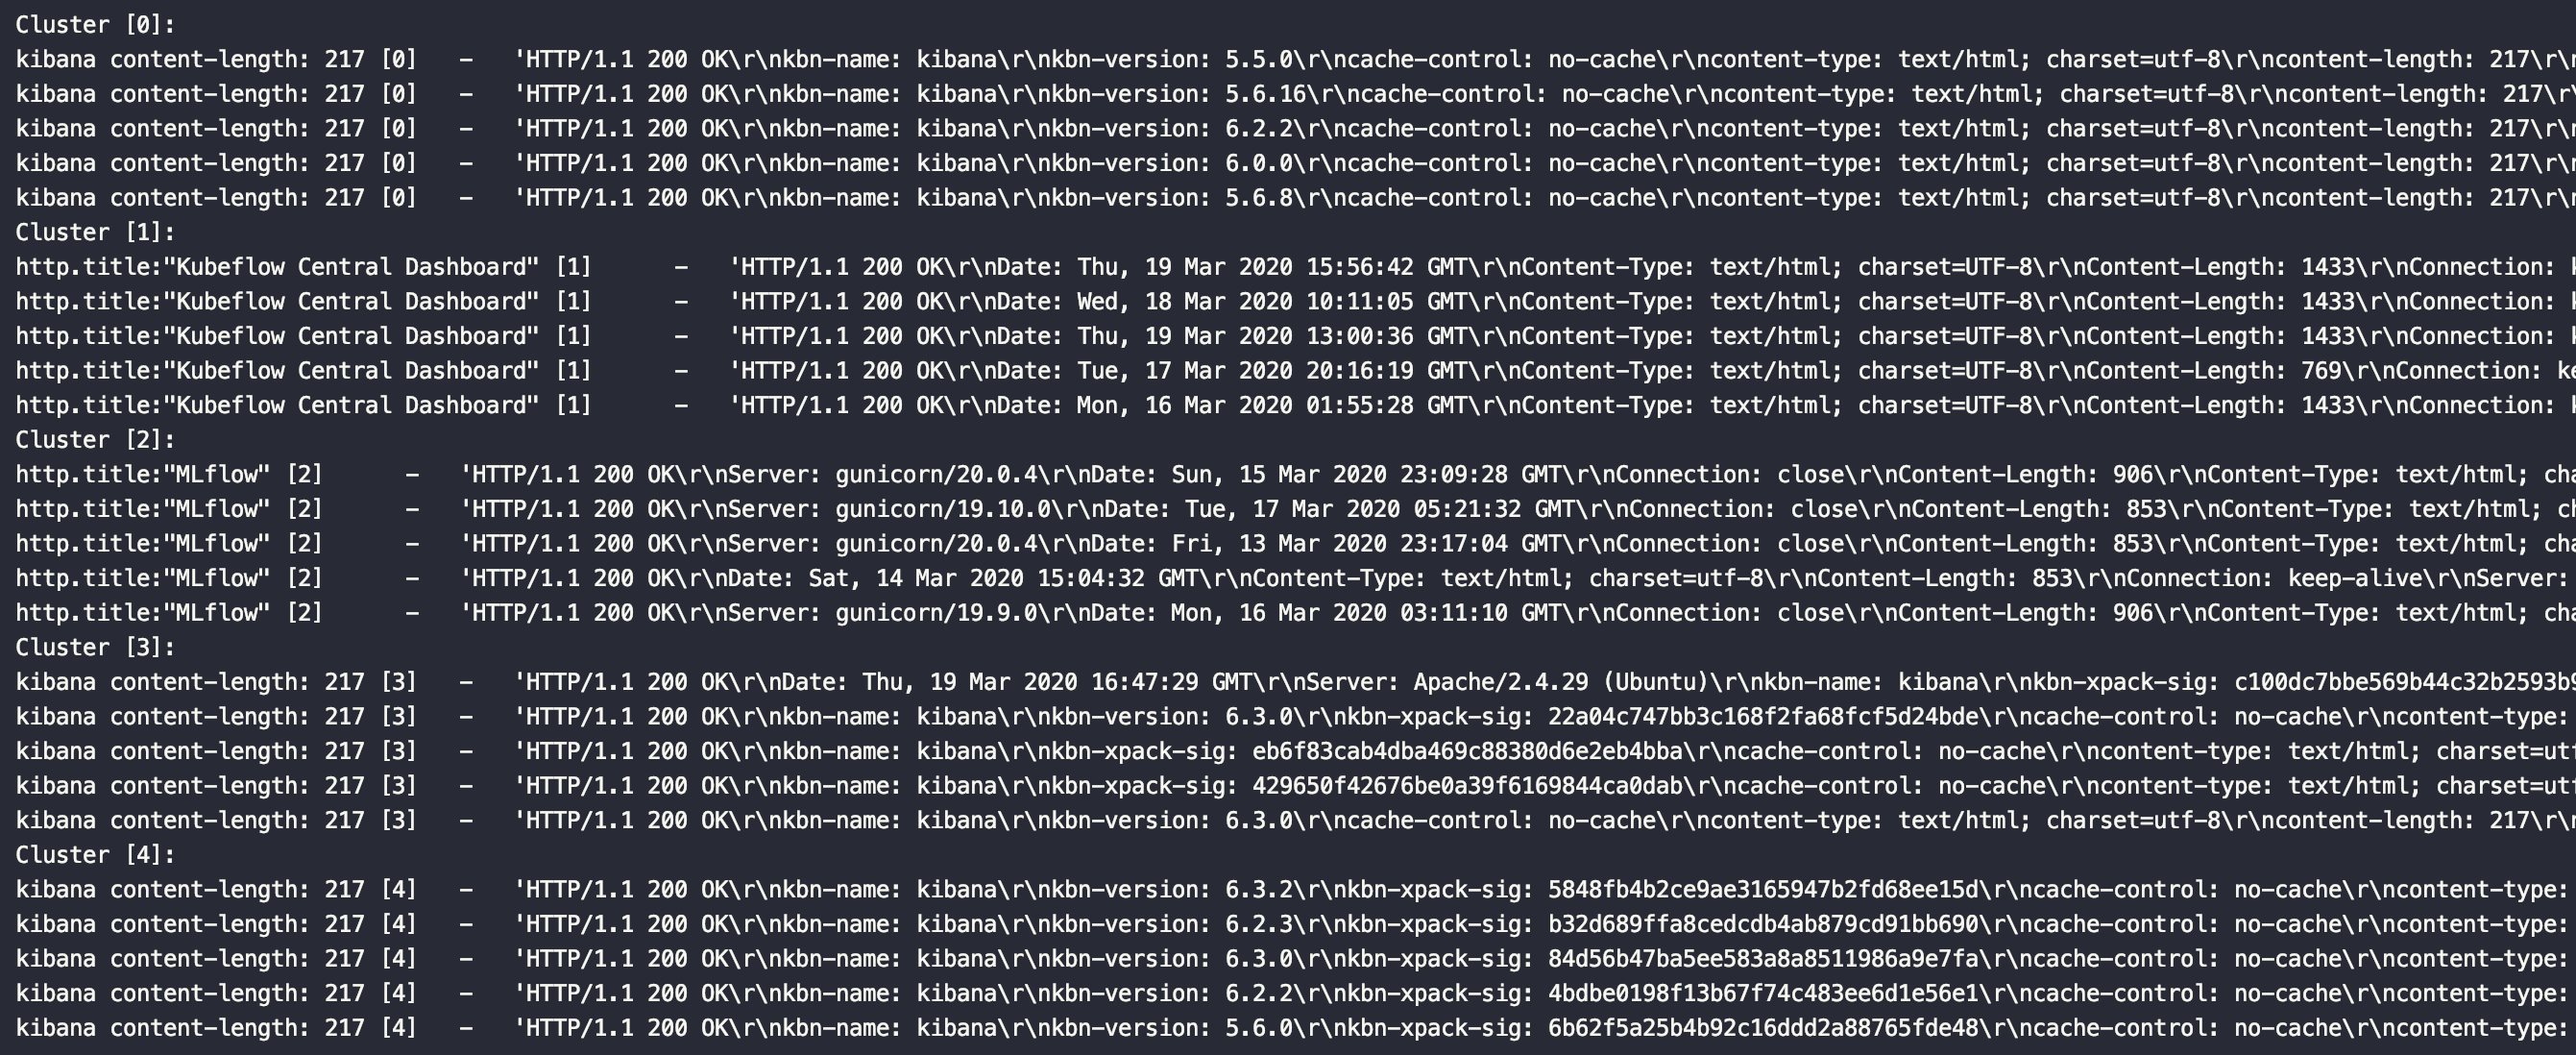 Cluster [0]:
kibana content-length: 217 [0]   –   'HTTP/1.1 200 OK\r\nkbn-name: kibana\r\nkbn-version: 5.5.0\r\ncache-control: no-cache\r\ncontent-type: text/html; charset=utf-8\r\ncontent-length: 217\r\
kibana content-length: 217 [0]   –   'HTTP/1.1 200 OK\r\nkbn-name: kibana\r\nkbn-version: 5.6.16\r\ncache-control: no-cache\r\ncontent-type: text/html; charset=utf-8\r\ncontent-length: 217\r\
kibana content-length: 217 [0]   –   'HTTP/1.1 200 OK\r\nkbn-name: kibana\r\nkbn-version: 6.2.2\r\ncache-control: no-cache\r\ncontent-type: text/html; charset=utf-8\r\ncontent-length: 217\r\
kibana content-length: 217 [0]   –   'HTTP/1.1 200 OK\r\nkbn-name: kibana\r\nkbn-version: 6.0.0\r\ncache-control: no-cache\r\ncontent-type: text/html; charset=utf-8\r\ncontent-length: 217\r\
kibana content-length: 217 [0]   –   'HTTP/1.1 200 OK\r\nkbn-name: kibana\r\nkbn-version: 5.6.8\r\ncache-control: no-cache\r\ncontent-type: text/html; charset=utf-8\r\ncontent-length: 217\r\
Cluster [1]:
http.title:"Kubeflow Central Dashboard" [1]      –   'HTTP/1.1 200 OK\r\nDate: Thu, 19 Mar 2020 15:56:42 GMT\r\nContent-Type: text/html; charset=UTF-8\r\nContent-Length: 1433\r\nConnection:
http.title:"Kubeflow Central Dashboard" [1]      –   'HTTP/1.1 200 OK\r\nDate: Wed, 18 Mar 2020 10:11:05 GMT\r\nContent-Type: text/html; charset=UTF-8\r\nContent-Length: 1433\r\nConnection:
http.title:"Kubeflow Central Dashboard" [1]      –   'HTTP/1.1 200 OK\r\nDate: Thu, 19 Mar 2020 13:00:36 GMT\r\nContent-Type: text/html; charset=UTF-8\r\nContent-Length: 1433\r\nConnection:
http.title:"Kubeflow Central Dashboard" [1]      –   'HTTP/1.1 200 OK\r\nDate: Tue, 17 Mar 2020 20:16:19 GMT\r\nContent-Type: text/html; charset=UTF-8\r\nContent-Length: 769\r\nConnection: k
http.title:"Kubeflow Central Dashboard" [1]      –   'HTTP/1.1 200 OK\r\nDate: Mon, 16 Mar 2020 01:55:28 GMT\r\nContent-Type: text/html; charset=UTF-8\r\nContent-Length: 1433\r\nConnection:
Cluster [2]:
http.title:"MLflow" [2]      –   'HTTP/1.1 200 OK\r\nServer: gunicorn/20.0.4\r\nDate: Sun, 15 Mar 2020 23:09:28 GMT\r\nConnection: close\r\nContent-Length: 906\r\nContent-Type: text/html; cha
http.title:"MLflow" [2]      –   'HTTP/1.1 200 OK\r\nServer: gunicorn/19.10.0\r\nDate: Tue, 17 Mar 2020 05:21:32 GMT\r\nConnection: close\r\nContent-Length: 853\r\nContent-Type: text/html; ch
http.title:"MLflow" [2]      –   'HTTP/1.1 200 OK\r\nServer: gunicorn/20.0.4\r\nDate: Fri, 13 Mar 2020 23:17:04 GMT\r\nConnection: close\r\nContent-Length: 853\r\nContent-Type: text/html; cha
http.title:"MLflow" [2]      –   'HTTP/1.1 200 OK\r\nDate: Sat, 14 Mar 2020 15:04:32 GMT\r\nContent-Type: text/html; charset=utf-8\r\nContent-Length: 853\r\nConnection: keep-alive\r\nServer:
http.title:"MLflow" [2]      –   'HTTP/1.1 200 OK\r\nServer: gunicorn/19.9.0\r\nDate: Mon, 16 Mar 2020 03:11:10 GMT\r\nConnection: close\r\nContent-Length: 906\r\nContent-Type: text/html; cha
Cluster [3]:
kibana content-length: 217 [3]   –   'HTTP/1.1 200 OK\r\nDate: Thu, 19 Mar 2020 16:47:29 GMT\r\nServer: Apache/2.4.29 (Ubuntu)\r\nkbn-name: kibana\r\nkbn-xpack-sig: c100dc7bbe569b44c32b2593b9
kibana content-length: 217 [3]   –   'HTTP/1.1 200 OK\r\nkbn-name: kibana\r\nkbn-version: 6.3.0\r\nkbn-xpack-sig: 22a04c747bb3c168f2fa68fcf5d24bde\r\ncache-control: no-cache\r\ncontent-type:
kibana content-length: 217 [3]   –   'HTTP/1.1 200 OK\r\nkbn-name: kibana\r\nkbn-xpack-sig: eb6f83cab4dba469c88380d6e2eb4bba\r\ncache-control: no-cache\r\ncontent-type: text/html; charset=ut
kibana content-length: 217 [3]   –   'HTTP/1.1 200 OK\r\nkbn-name: kibana\r\nkbn-xpack-sig: 429650f42676be0a39f6169844ca0dab\r\ncache-control: no-cache\r\ncontent-type: text/html; charset=ut
kibana content-length: 217 [3]   –   'HTTP/1.1 200 OK\r\nkbn-name: kibana\r\nkbn-version: 6.3.0\r\ncache-control: no-cache\r\ncontent-type: text/html; charset=utf-8\r\ncontent-length: 217\r\
Cluster [4]:
kibana content-length: 217 [4]   –   'HTTP/1.1 200 OK\r\nkbn-name: kibana\r\nkbn-version: 6.3.2\r\nkbn-xpack-sig: 5848fb4b2ce9ae3165947b2fd68ee15d\r\ncache-control: no-cache\r\ncontent-type:
kibana content-length: 217 [4]   –   'HTTP/1.1 200 OK\r\nkbn-name: kibana\r\nkbn-version: 6.2.3\r\nkbn-xpack-sig: b32d689ffa8cedcdb4ab879cd91bb690\r\ncache-control: no-cache\r\ncontent-type:
kibana content-length: 217 [4]   –   'HTTP/1.1 200 OK\r\nkbn-name: kibana\r\nkbn-version: 6.3.0\r\nkbn-xpack-sig: 84d56b47ba5ee583a8a8511986a9e7fa\r\ncache-control: no-cache\r\ncontent-type:
kibana content-length: 217 [4]   –   'HTTP/1.1 200 OK\r\nkbn-name: kibana\r\nkbn-version: 6.2.2\r\nkbn-xpack-sig: 4bdbe0198f13b67f74c483ee6d1e56e1\r\ncache-control: no-cache\r\ncontent-type:
kibana content-length: 217 [4]   –   'HTTP/1.1 200 OK\r\nkbn-name: kibana\r\nkbn-version: 5.6.0\r\nkbn-xpack-sig: 6b62f5a25b4b92c16ddd2a88765fde48\r\ncache-control: no-cache\r\ncontent-type: